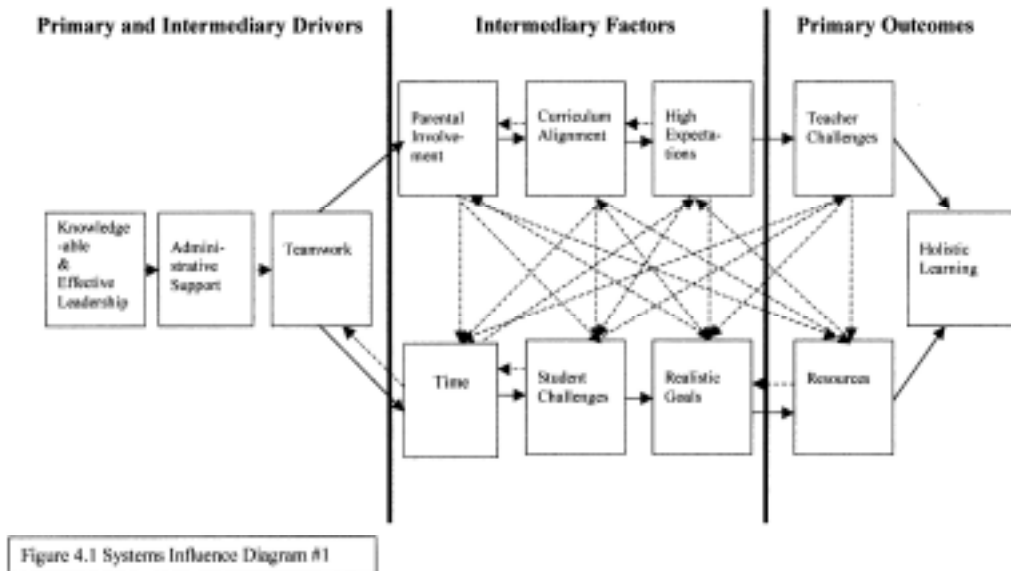 Primary and Intermediary Drivers
Intermediary Factors
Primary Outcomes
Parental
Involve-
ment
Curriculum
Alignment
High
Expecta-
tions
Teacher
Challenges
Knowledge
-able
&
Effective
Leadership
Admini-
strative
Support
Teamwork
Holistic
Learning
Time
Student
Challenges
Realistic
Goals
Resources
Figure 4.1 Systems Influence Diagram #1